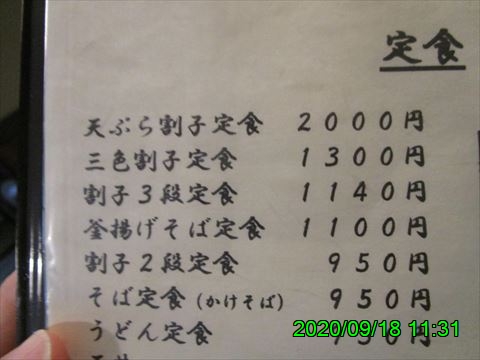 定食
天ぷら割子定食 2000円
三色割子定食 1300円
割子3段定食 1140円
釜揚げそば定食 1100円
割子2段定食 950円
そば定食(かけそば) 950円
うどん定食
2020/09/18 11:31